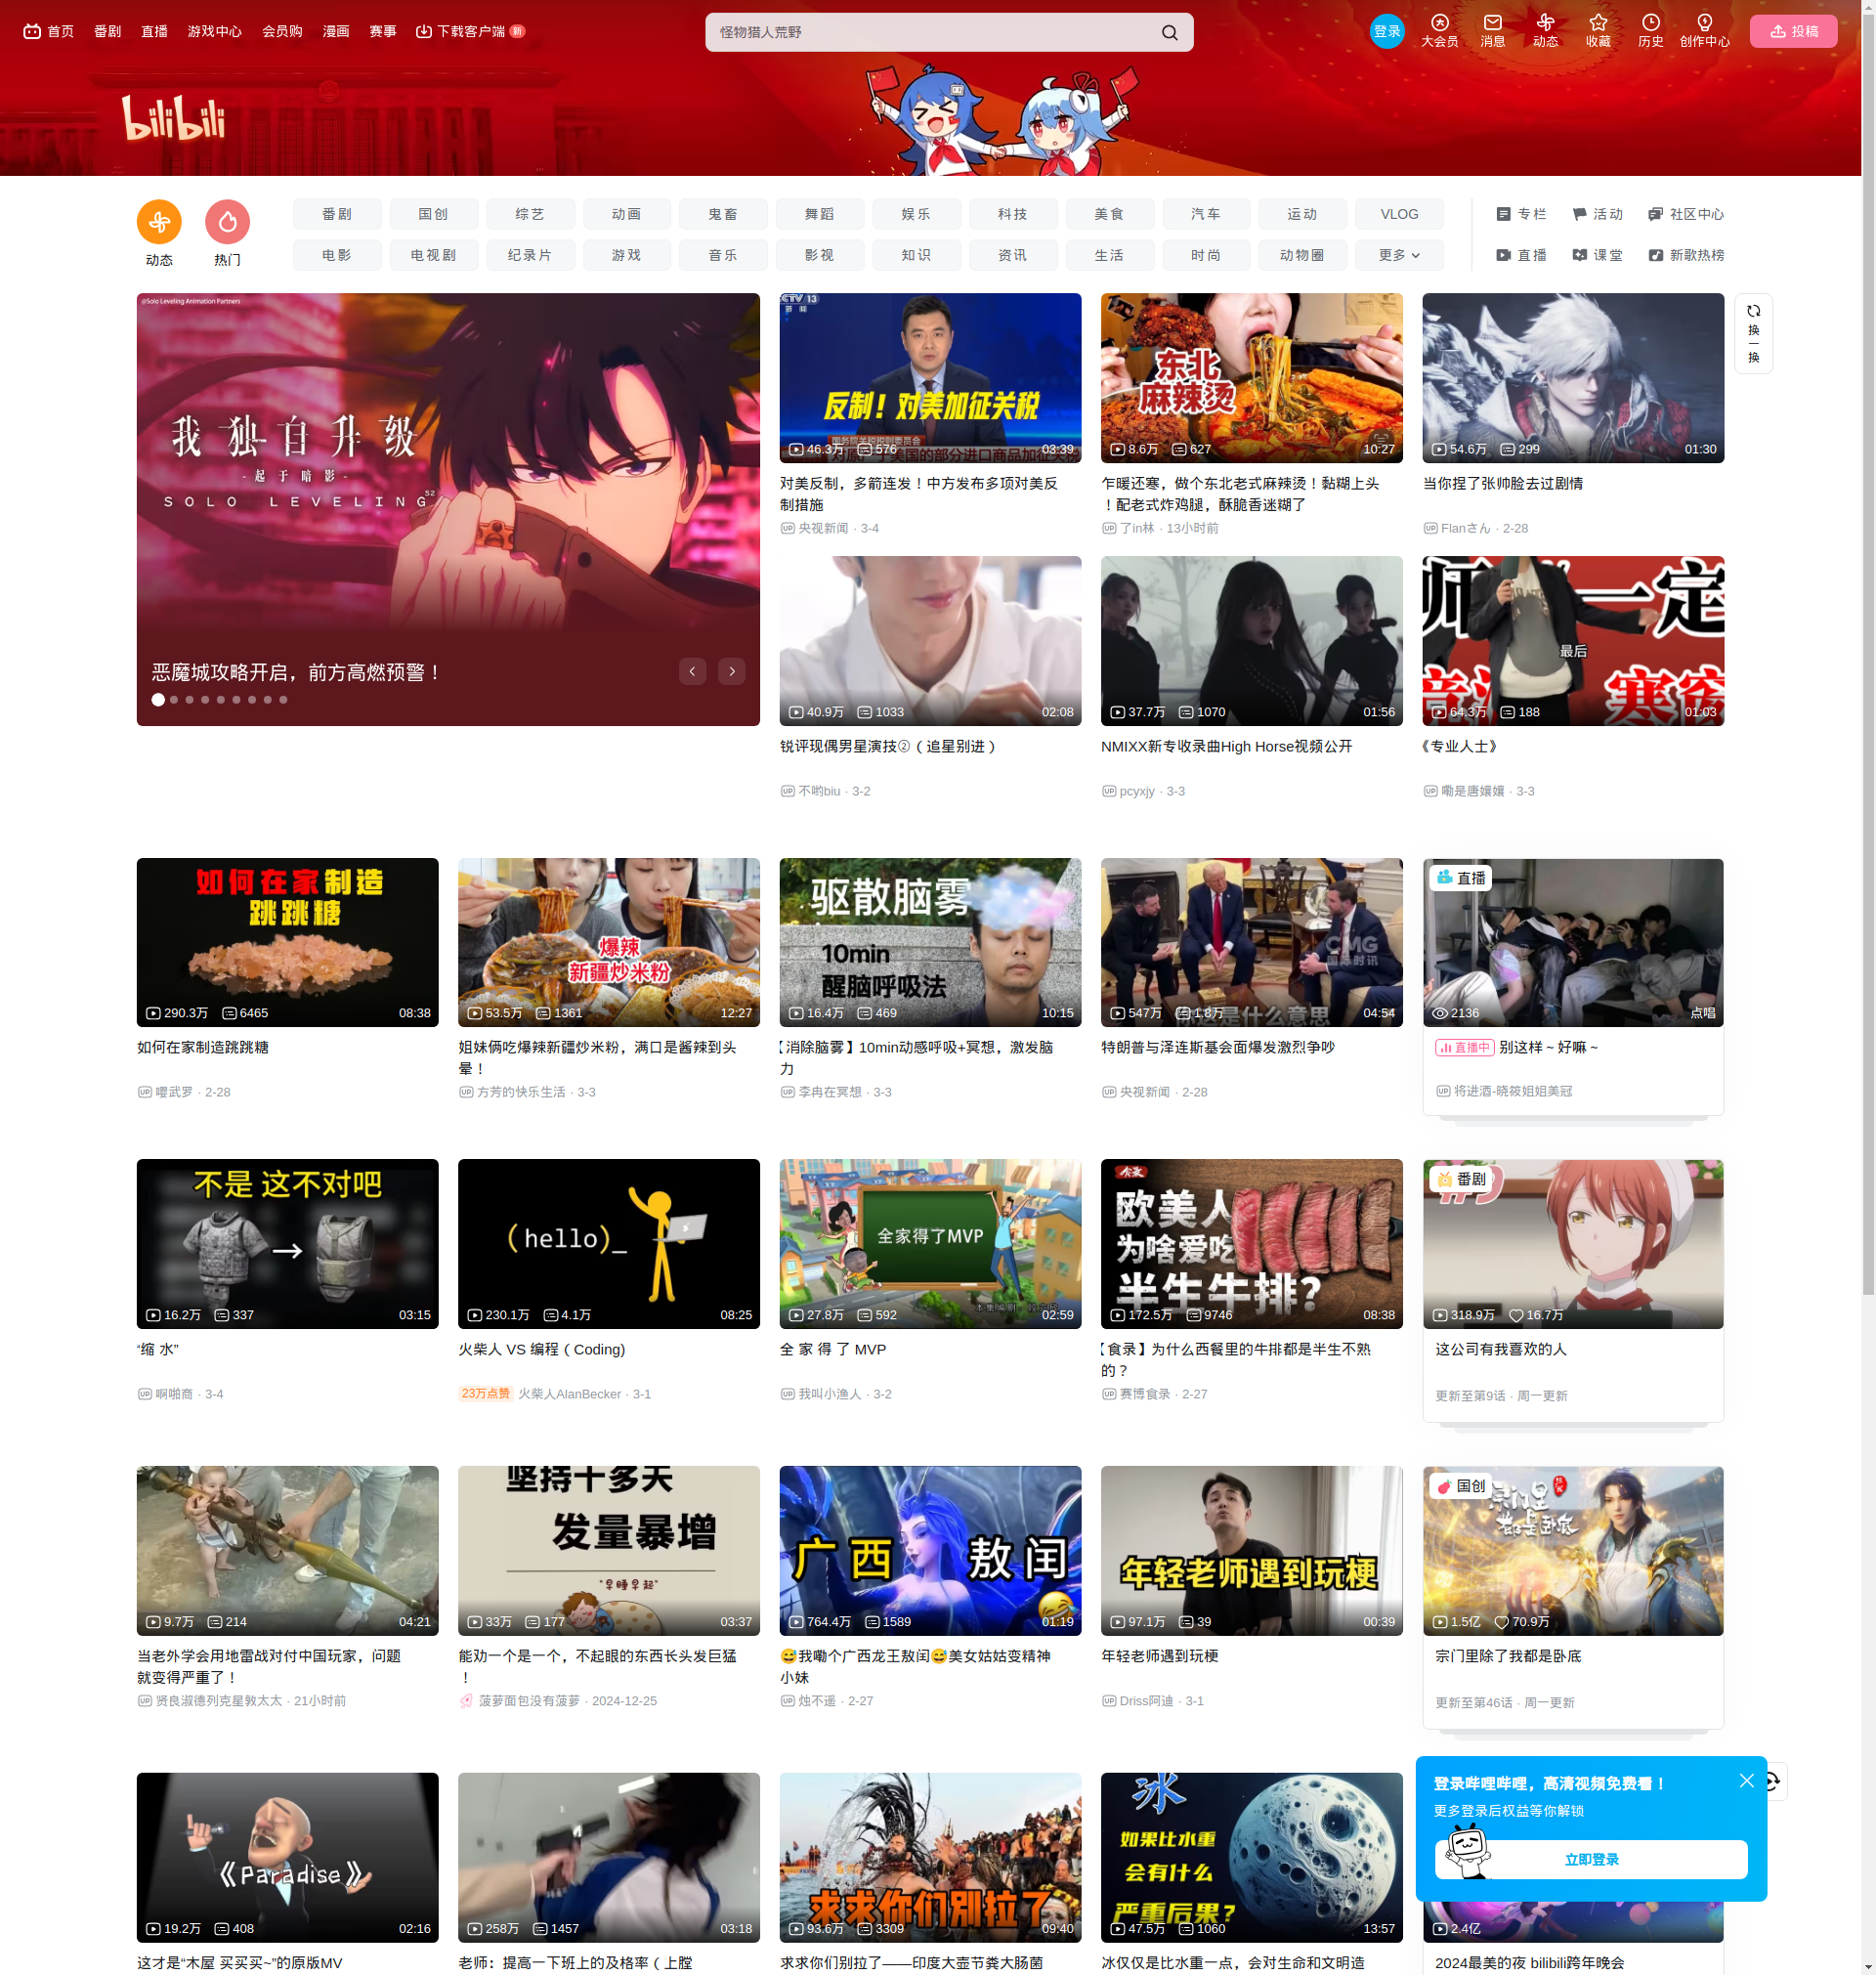 首页 番剧 直播 游戏中心 会员购 漫画 赛事 下载客户端 新
怪物猎人荒野
登录 大会员 消息 动态 收藏 历史 创作中心 投稿
bilibili
动态 热门
番剧 国创 综艺 动画 鬼畜 舞蹈 娱乐 科技 美食 汽车 运动 VLOG
电影 电视剧 纪录片 游戏 音乐 影视 知识 资讯 生活 时尚 动物圈 更多
专栏 活动 社区中心
直播 课堂 新歌热榜
@Solo Leveling Animation Partners
我独自升级
-起于暗影-
SOLO LEVELING S2
恶魔城攻略开启，前方高燃预警！
CCTV 13
新闻
反制！对美加征关税
国务院关税税则委员会
46.3万 576 03:39
对美反制，多箭连发！中方发布多项对美反
制措施
央视新闻 · 3-4
东北
麻辣烫
8.6万 627 10:27
乍暖还寒，做个东北老式麻辣烫！黏糊上头
！配老式炸鸡腿，酥脆香迷糊了
了in林 · 13小时前
54.6万 299 01:30
当你捏了张帅脸去过剧情
Flanさん · 2-28
换一换
40.9万 1033 02:08
锐评现偶男星演技②（追星别进）
不哟biu · 3-2
37.7万 1070 01:56
NMIXX新专收录曲High Horse视频公开
pcyxjy · 3-3
最后
64.3万 188 01:03
《专业人士》
嘞是唐孃孃 · 3-3
如何在家制造
跳跳糖
290.3万 6465 08:38
如何在家制造跳跳糖
嘤武罗 · 2-28
爆辣
新疆炒米粉
53.5万 1361 12:27
姐妹俩吃爆辣新疆炒米粉，满口是酱辣到头
晕！
方芳的快乐生活 · 3-3
驱散脑雾
10min
醒脑呼吸法
16.4万 469 10:15
【消除脑雾】10min动感呼吸+冥想，激发脑
力
李冉在冥想 · 3-3
CMG
国际时讯
547万 1.8万 04:54
特朗普与泽连斯基会面爆发激烈争吵
央视新闻 · 2-28
直播
2136 点唱
直播中 别这样 ~ 好嘛 ~
将进酒-晓筱姐姐美冠
不是 这不对吧
16.2万 337 03:15
“缩 水”
啊啪商 · 3-4
(hello)_
230.1万 4.1万 08:25
火柴人 VS 编程（Coding)
23万点赞 火柴人AlanBecker · 3-1
全家得了MVP
27.8万 592 02:59
全 家 得 了 MVP
我叫小渔人 · 3-2
食录
欧美人
为啥爱吃
半生牛排?
172.5万 9746 08:38
【食录】为什么西餐里的牛排都是半生不熟
的？
赛博食录 · 2-27
番剧
318.9万 16.7万
这公司有我喜欢的人
更新至第9话 · 周一更新
9.7万 214 04:21
当老外学会用地雷战对付中国玩家，问题
就变得严重了！
贤良淑德列克星敦太太 · 21小时前
坚持十多天
发量暴增
"早睡早起"
33万 177 03:37
能劝一个是一个，不起眼的东西长头发巨猛
！
菠萝面包没有菠萝 · 2024-12-25
广西 敖闰
764.4万 1589 01:19
😅我嘞个广西龙王敖闰😅美女姑姑变精神
小妹
烛不遥 · 2-27
年轻老师遇到玩梗
97.1万 39 00:39
年轻老师遇到玩梗
Driss阿迪 · 3-1
国创
宗门里
都是卧底
1.5亿 70.9万
宗门里除了我都是卧底
更新至第46话 · 周一更新
《Paradise》
19.2万 408 02:16
这才是“木屋 买买买~”的原版MV
258万 1457 03:18
老师：提高一下班上的及格率（上膛
求求你们别拉了
93.6万 3309 09:40
求求你们别拉了——印度大壶节粪大肠菌
冰
如果比水重
会有什么
严重后果?
47.5万 1060 13:57
冰仅仅是比水重一点，会对生命和文明造
登录哔哩哔哩，高清视频免费看！
更多登录后权益等你解锁
立即登录
2.4亿
2024最美的夜 bilibili跨年晚会